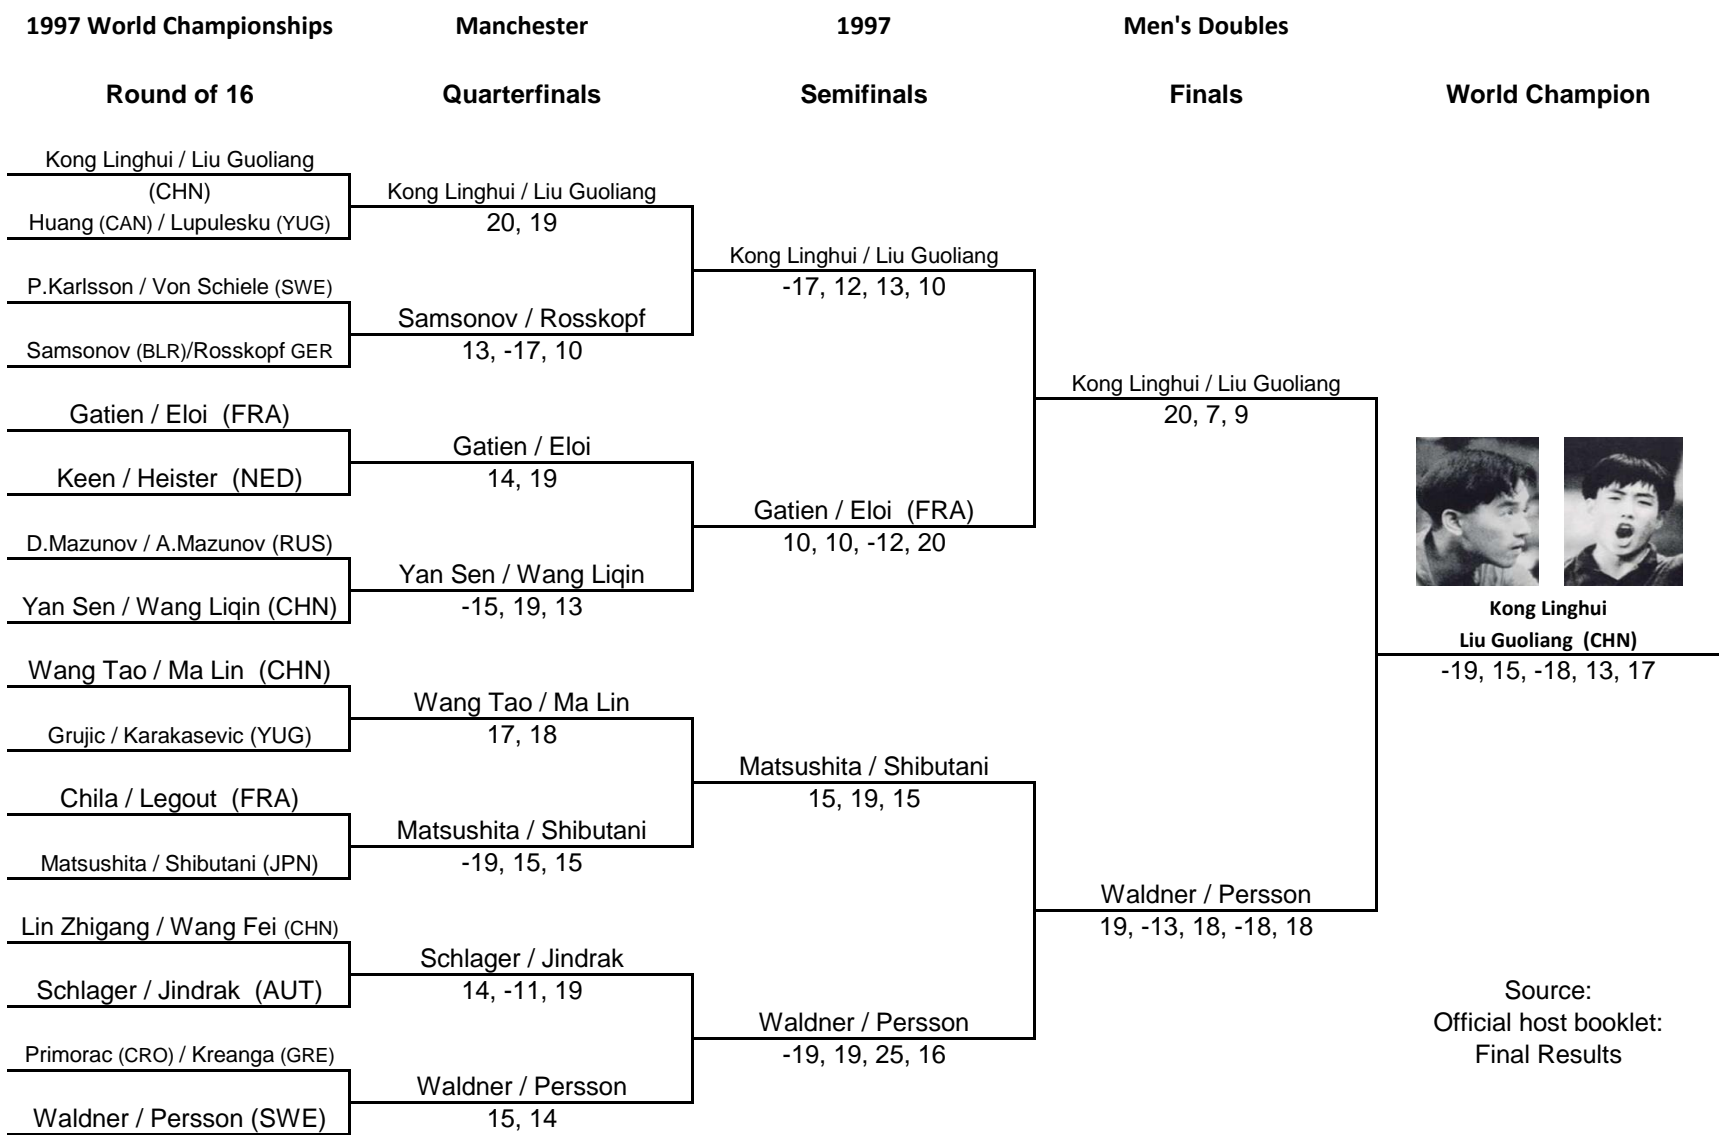 1997 World Championships Manchester 1997 Men's Doubles
Round of 16 Quarterfinals Semifinals Finals World Champion
Kong Linghui / Liu Guoliang
(CHN)
Huang (CAN) / Lupulesku (YUG)
P.Karlsson / Von Schiele (SWE)
Samsonov (BLR)/Rosskopf GER
Gatien / Eloi (FRA)
Keen / Heister (NED)
D.Mazunov / A.Mazunov (RUS)
Yan Sen / Wang Liqin (CHN)
Wang Tao / Ma Lin (CHN)
Grujic / Karakasevic (YUG)
Chila / Legout (FRA)
Matsushita / Shibutani (JPN)
Lin Zhigang / Wang Fei (CHN)
Schlager / Jindrak (AUT)
Primorac (CRO) / Kreanga (GRE)
Waldner / Persson (SWE)
Kong Linghui / Liu Guoliang
20, 19
Samsonov / Rosskopf
13, -17, 10
Gatien / Eloi
14, 19
Yan Sen / Wang Liqin
-15, 19, 13
Wang Tao / Ma Lin
17, 18
Matsushita / Shibutani
-19, 15, 15
Schlager / Jindrak
14, -11, 19
Waldner / Persson
15, 14
Kong Linghui / Liu Guoliang
-17, 12, 13, 10
Gatien / Eloi (FRA)
10, 10, -12, 20
Matsushita / Shibutani
15, 19, 15
Waldner / Persson
-19, 19, 25, 16
Kong Linghui / Liu Guoliang
20, 7, 9
Waldner / Persson
19, -13, 18, -18, 18
Kong Linghui
Liu Guoliang (CHN)
-19, 15, -18, 13, 17
Source:
Official host booklet:
Final Results